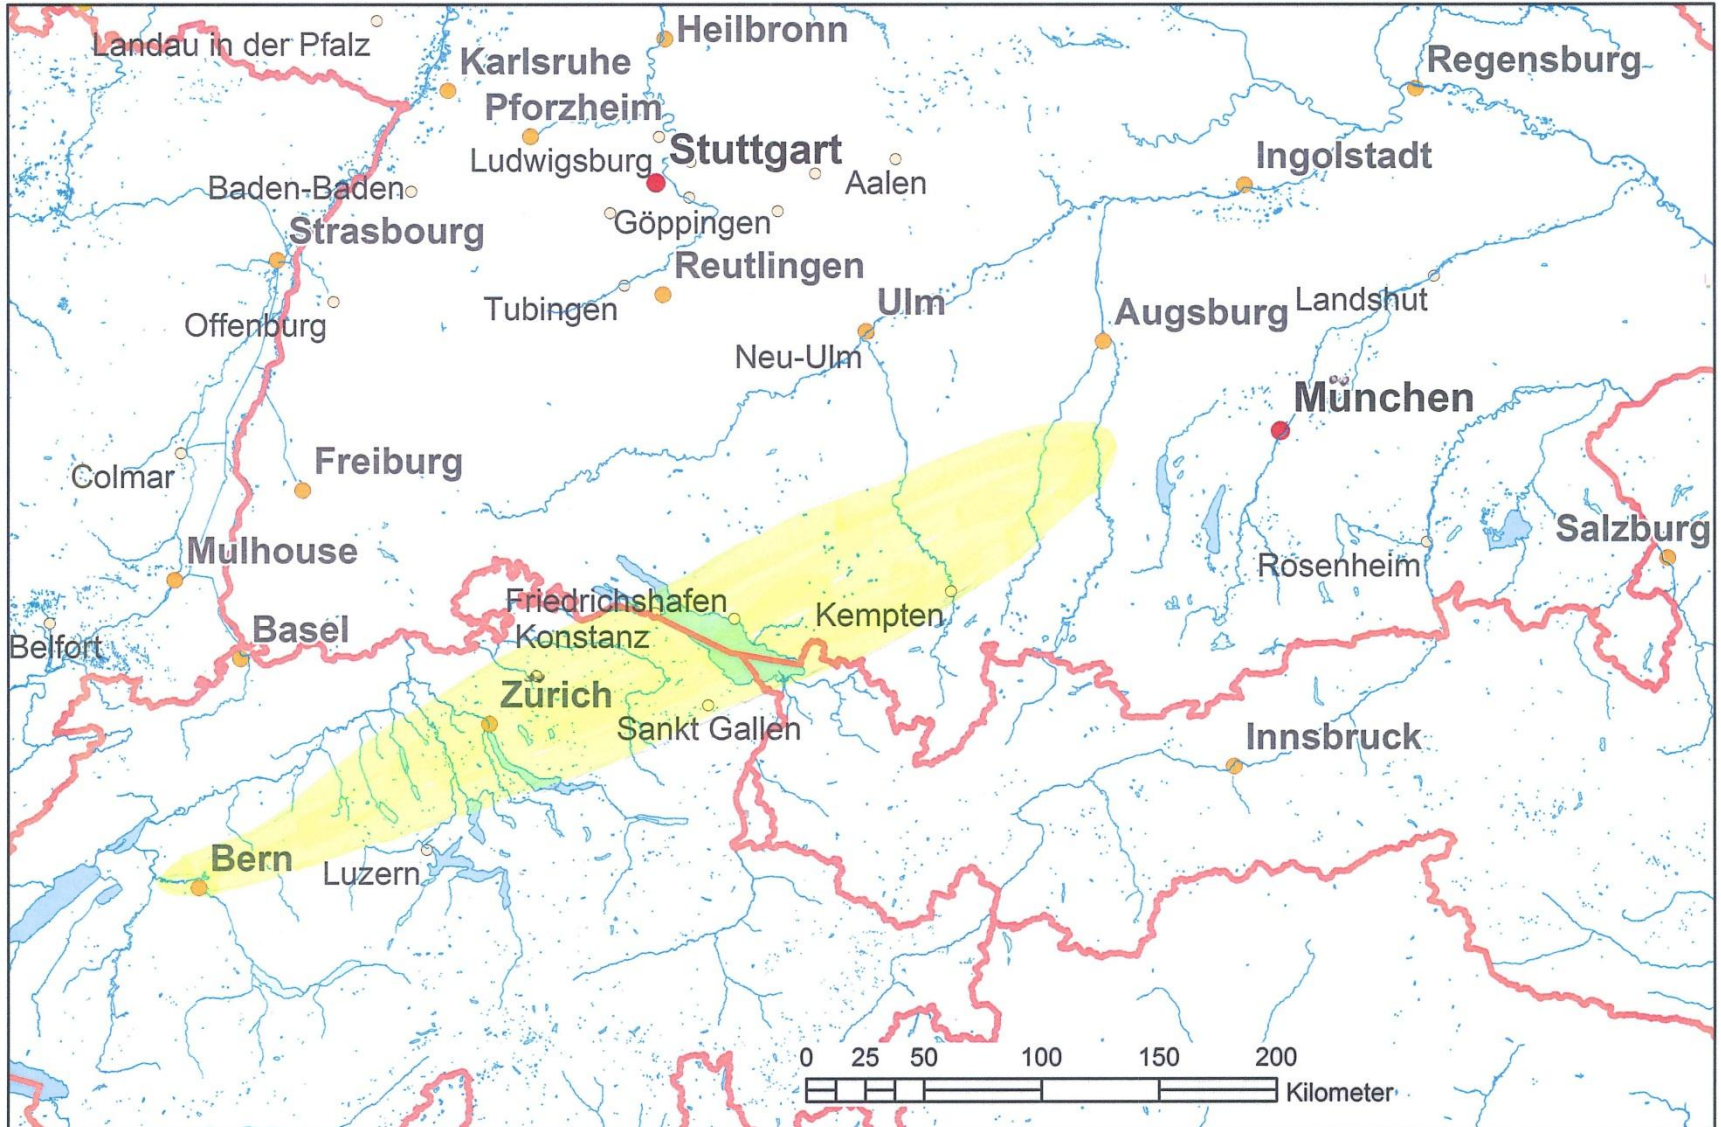 Heilbronn
Landau in der Pfalz
Karlsruhe
Regensburg
Pforzheim
Stuttgart
Ludwigsburg
Ingolstadt
Aalen
Baden-Baden
Göppingen
Strasbourg
Reutlingen
Tubingen
Ulm
Landshut
Augsburg
Offenburg
Neu-Ulm
München
Freiburg
Colmar
Salzburg
Mulhouse
Rosenheim
Friedrichshafen
Kempten
Basel
Konstanz
Belfort
Zürich
Sankt Gallen
Innsbruck
Bern
Luzern
0 25 50 100 150 200
Kilometer